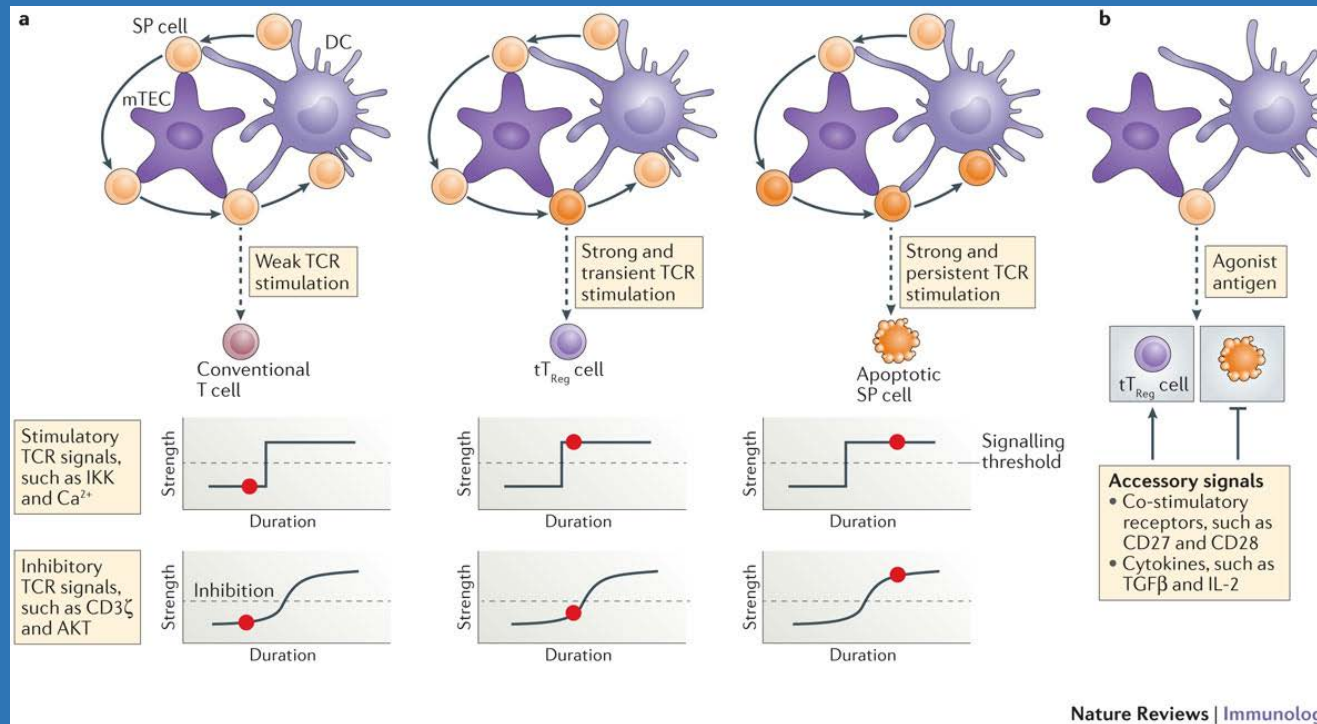 a
SP cell
DC
mTEC
Weak TCR
stimulation
Conventional
T cell
Strong and
transient TCR
stimulation
tT_Reg cell
Strong and
persistent TCR
stimulation
Apoptotic
SP cell
Stimulatory
TCR signals,
such as IKK
and Ca²⁺
Strength
Duration
Strength
Duration
Strength
Duration
Signalling
threshold
Inhibitory
TCR signals,
such as CD3ζ
and AKT
Strength
Inhibition
Duration
Strength
Duration
Strength
Duration
b
Agonist
antigen
tT_Reg cell
Accessory signals
• Co-stimulatory
receptors, such as
CD27 and CD28
• Cytokines, such as
TGFβ and IL-2
Nature Reviews | Immunolog